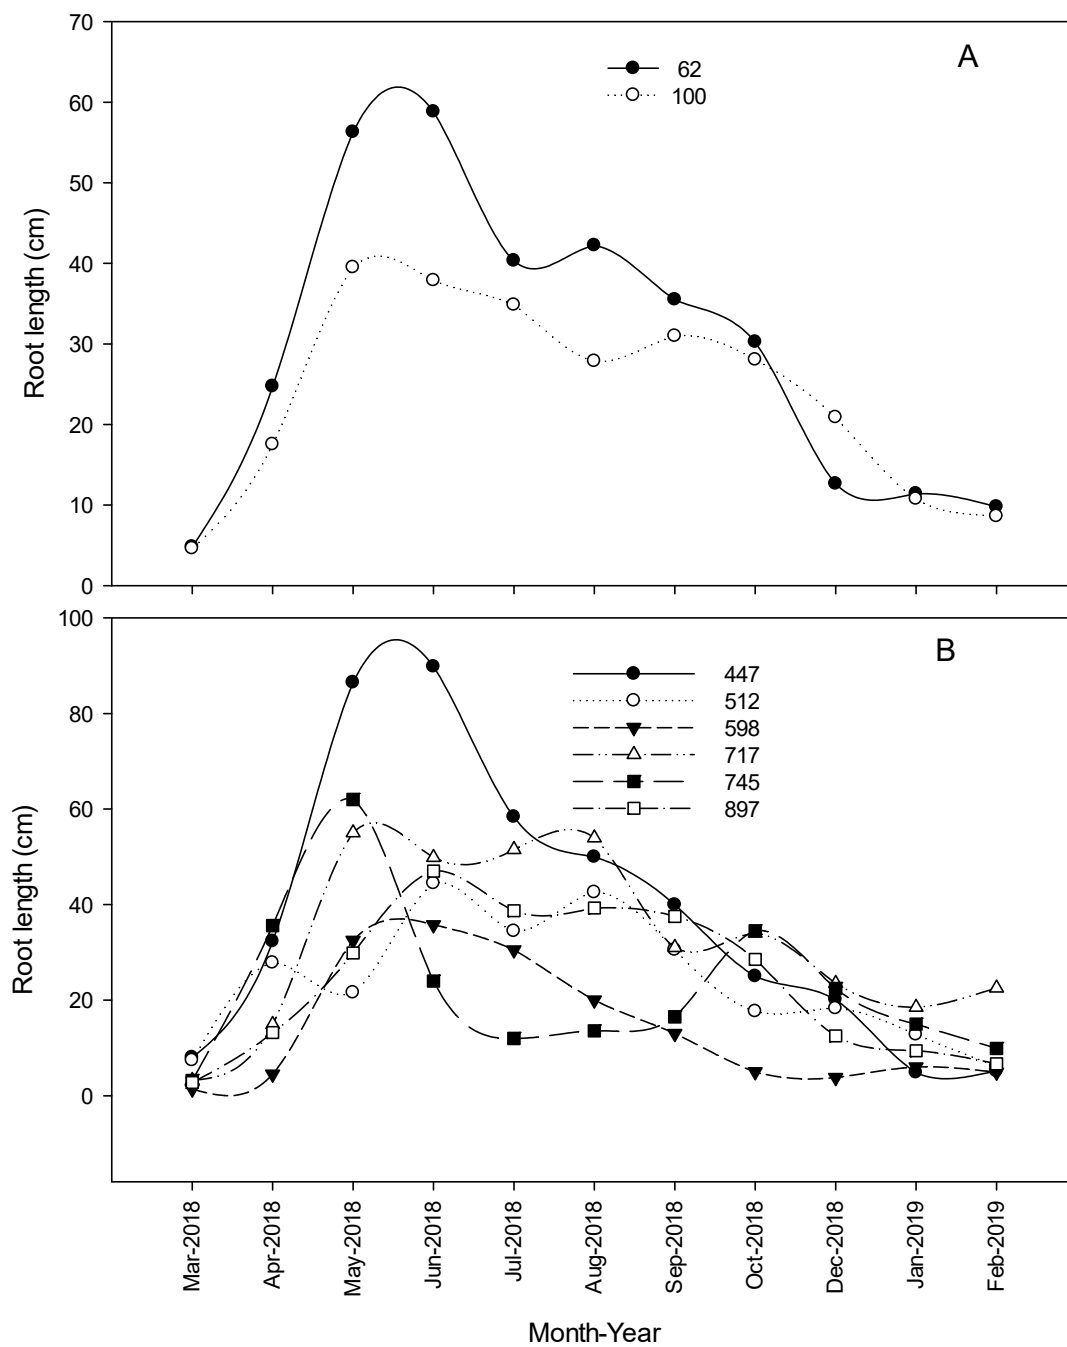 A
62
100
70
60
50
40
30
20
10
0
Root length (cm)
B
447
512
598
717
745
897
100
80
60
40
20
0
Root length (cm)
Mar-2018
Apr-2018
May-2018
Jun-2018
Jul-2018
Aug-2018
Sep-2018
Oct-2018
Dec-2018
Jan-2019
Feb-2019
Month-Year